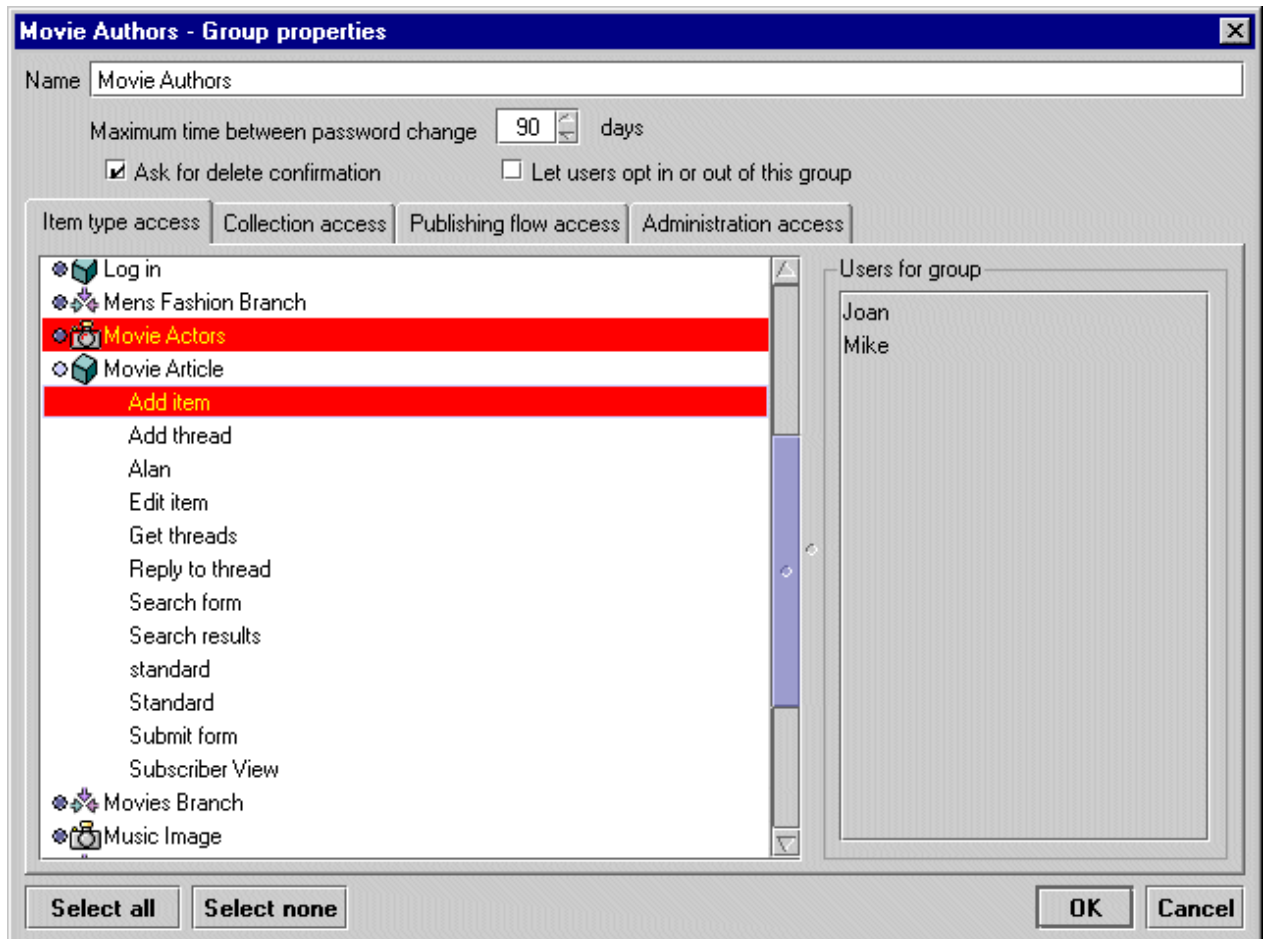 Movie Authors - Group properties
Name Movie Authors
Maximum time between password change 90 days
Ask for delete confirmation Let users opt in or out of this group
Item type access Collection access Publishing flow access Administration access
Log in
Mens Fashion Branch
Movie Actors
Movie Article
Add item
Add thread
Alan
Edit item
Get threads
Reply to thread
Search form
Search results
standard
Standard
Submit form
Subscriber View
Movies Branch
Music Image
Users for group
Joan
Mike
Select all Select none OK Cancel